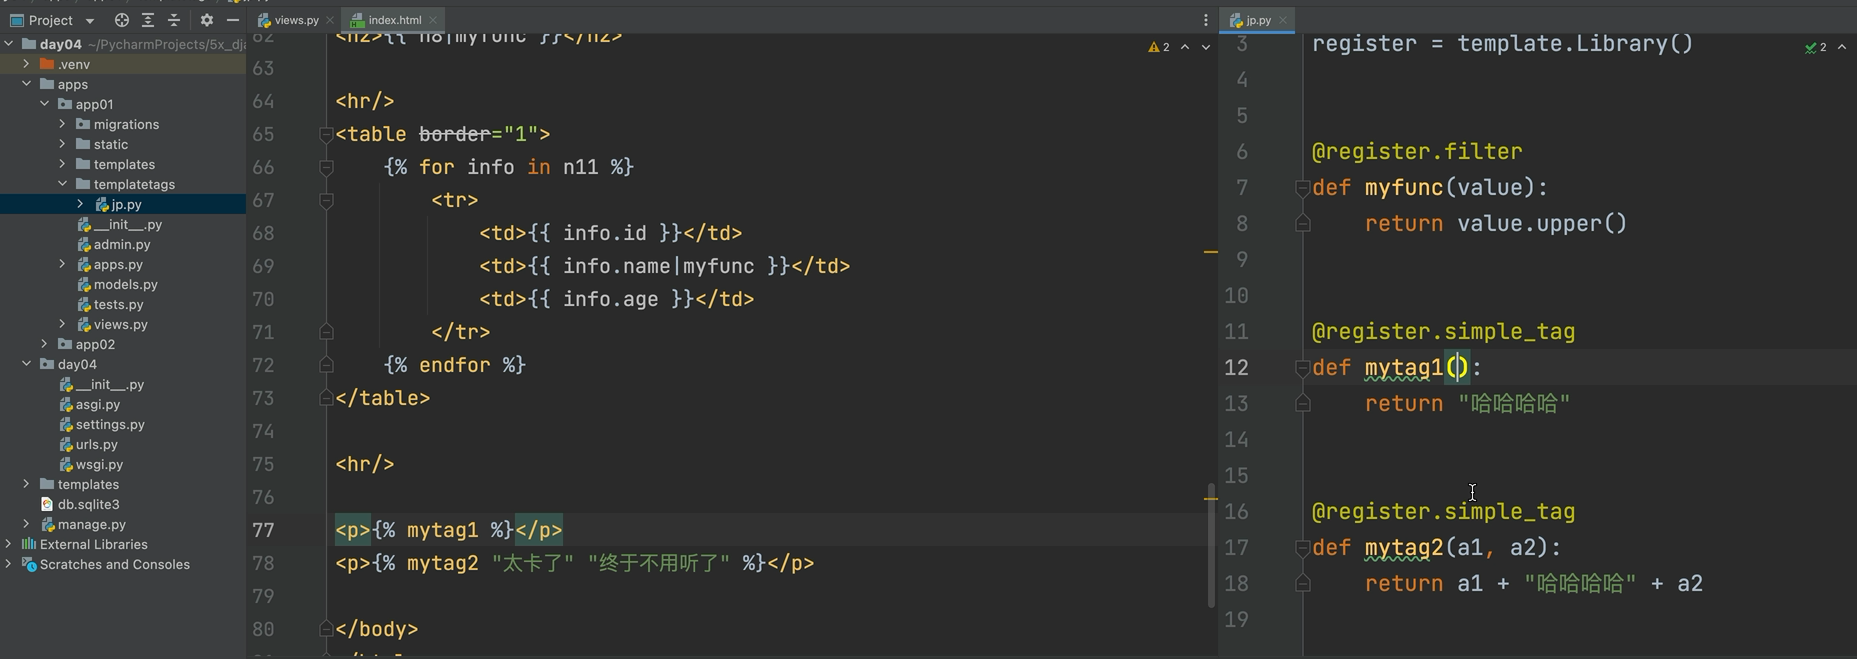 Project
views.py
index.html
jp.py
day04 ~/PycharmProjects/5x_dj
.venv
apps
app01
migrations
static
templates
templatetags
jp.py
__init__.py
admin.py
apps.py
models.py
tests.py
views.py
app02
day04
__init__.py
asgi.py
settings.py
urls.py
wsgi.py
templates
db.sqlite3
manage.py
External Libraries
Scratches and Consoles
2
62 <h2>{{ n8|myfunc }}</h2>
63
64 <hr/>
65 <table border="1">
66 {% for info in n11 %}
67 <tr>
68 <td>{{ info.id }}</td>
69 <td>{{ info.name|myfunc }}</td>
70 <td>{{ info.age }}</td>
71 </tr>
72 {% endfor %}
73 </table>
74
75 <hr/>
76
77 <p>{% mytag1 %}</p>
78 <p>{% mytag2 "太卡了" "终于不用听了" %}</p>
79
80 </body>
2
3 register = template.Library()
4
5
6 @register.filter
7 def myfunc(value):
8 return value.upper()
9
10
11 @register.simple_tag
12 def mytag1():
13 return "哈哈哈哈"
14
15
16 @register.simple_tag
17 def mytag2(a1, a2):
18 return a1 + "哈哈哈哈" + a2
19